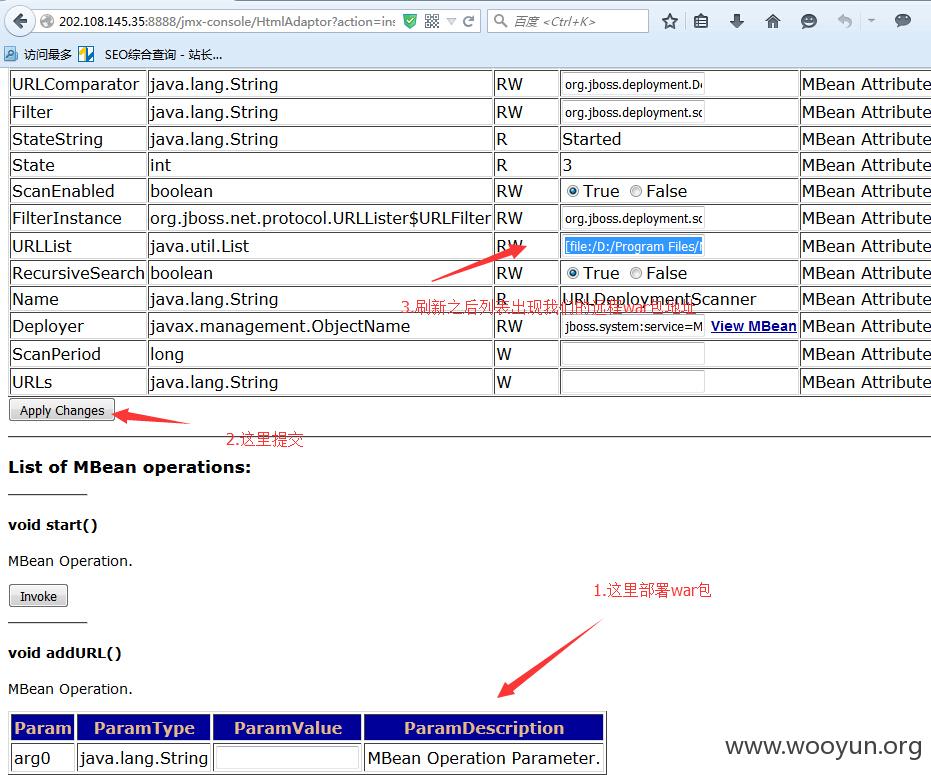 202.108.145.35:8888/jmx-console/HtmlAdaptor?action=ins
百度 <Ctrl+K>
访问最多 SEO综合查询 - 站长...
URLComparator java.lang.String RW org.jboss.deployment.De MBean Attribute
Filter java.lang.String RW org.jboss.deployment.sc MBean Attribute
StateString java.lang.String R Started MBean Attribute
State int R 3 MBean Attribute
ScanEnabled boolean RW True False MBean Attribute
FilterInstance org.jboss.net.protocol.URLLister$URLFilter RW org.jboss.deployment.sc MBean Attribute
URLList java.util.List RW [file:/D:/Program Files/ MBean Attribute
RecursiveSearch boolean RW True False MBean Attribute
Name java.lang.String R URLDeploymentScanner MBean Attribute
3.刷新之后列表出现我们的远程war包地址
Deployer javax.management.ObjectName RW jboss.system:service=M View MBean MBean Attribute
ScanPeriod long W MBean Attribute
URLs java.lang.String W MBean Attribute
Apply Changes
2.这里提交
List of MBean operations:
void start()
MBean Operation.
Invoke
1.这里部署war包
void addURL()
MBean Operation.
Param ParamType ParamValue ParamDescription
arg0 java.lang.String MBean Operation Parameter.
www.wooyun.org